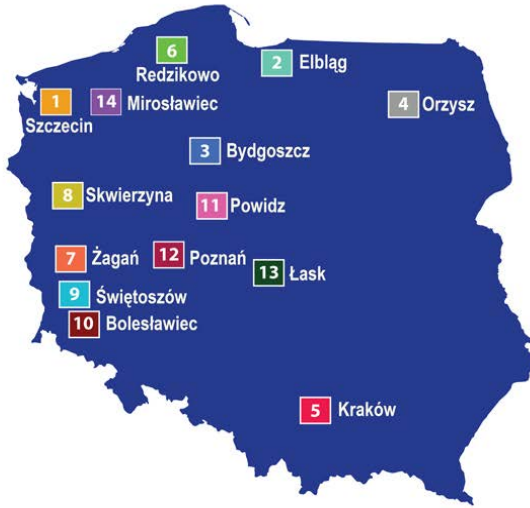 6
Redzikowo
2 Elbląg
1
Szczecin
14 Mirosławiec
4 Orzysz
3 Bydgoszcz
8 Skwierzyna
11 Powidz
7 Żagań
12 Poznań
13 Łask
9 Świętoszów
10 Bolesławiec
5 Kraków